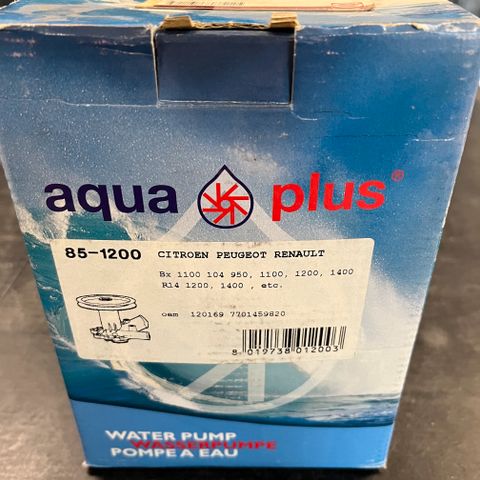 aqua plus®
85-1200 CITROEN PEUGEOT RENAULT
Bx 1100 104 950, 1100, 1200, 1400
R14 1200, 1400 , etc.
oem 120169 7701459820
8 019738 012003
WATER PUMP
WASSERPUMPE
POMPE A EAU